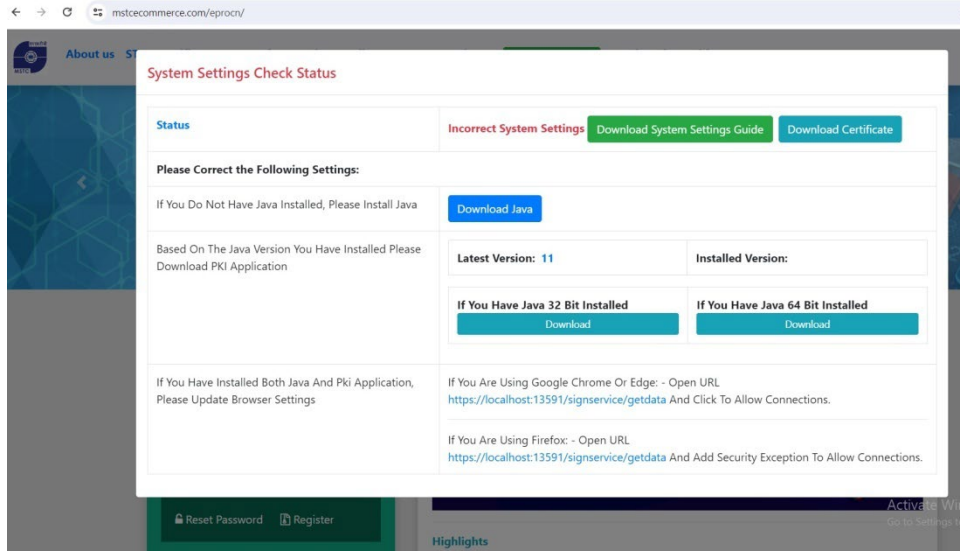 mstcecommerce.com/eprocn/
MSTC
About us
System Settings Check Status
Status
Incorrect System Settings Download System Settings Guide Download Certificate
Please Correct the Following Settings:
If You Do Not Have Java Installed, Please Install Java
Download Java
Based On The Java Version You Have Installed Please
Download PKI Application
Latest Version: 11
Installed Version:
If You Have Java 32 Bit Installed
Download
If You Have Java 64 Bit Installed
Download
If You Have Installed Both Java And Pki Application,
Please Update Browser Settings
If You Are Using Google Chrome Or Edge: - Open URL
https://localhost:13591/signservice/getdata And Click To Allow Connections.
If You Are Using Firefox: - Open URL
https://localhost:13591/signservice/getdata And Add Security Exception To Allow Connections.
Reset Password Register
Highlights
Activate
Go to Settings